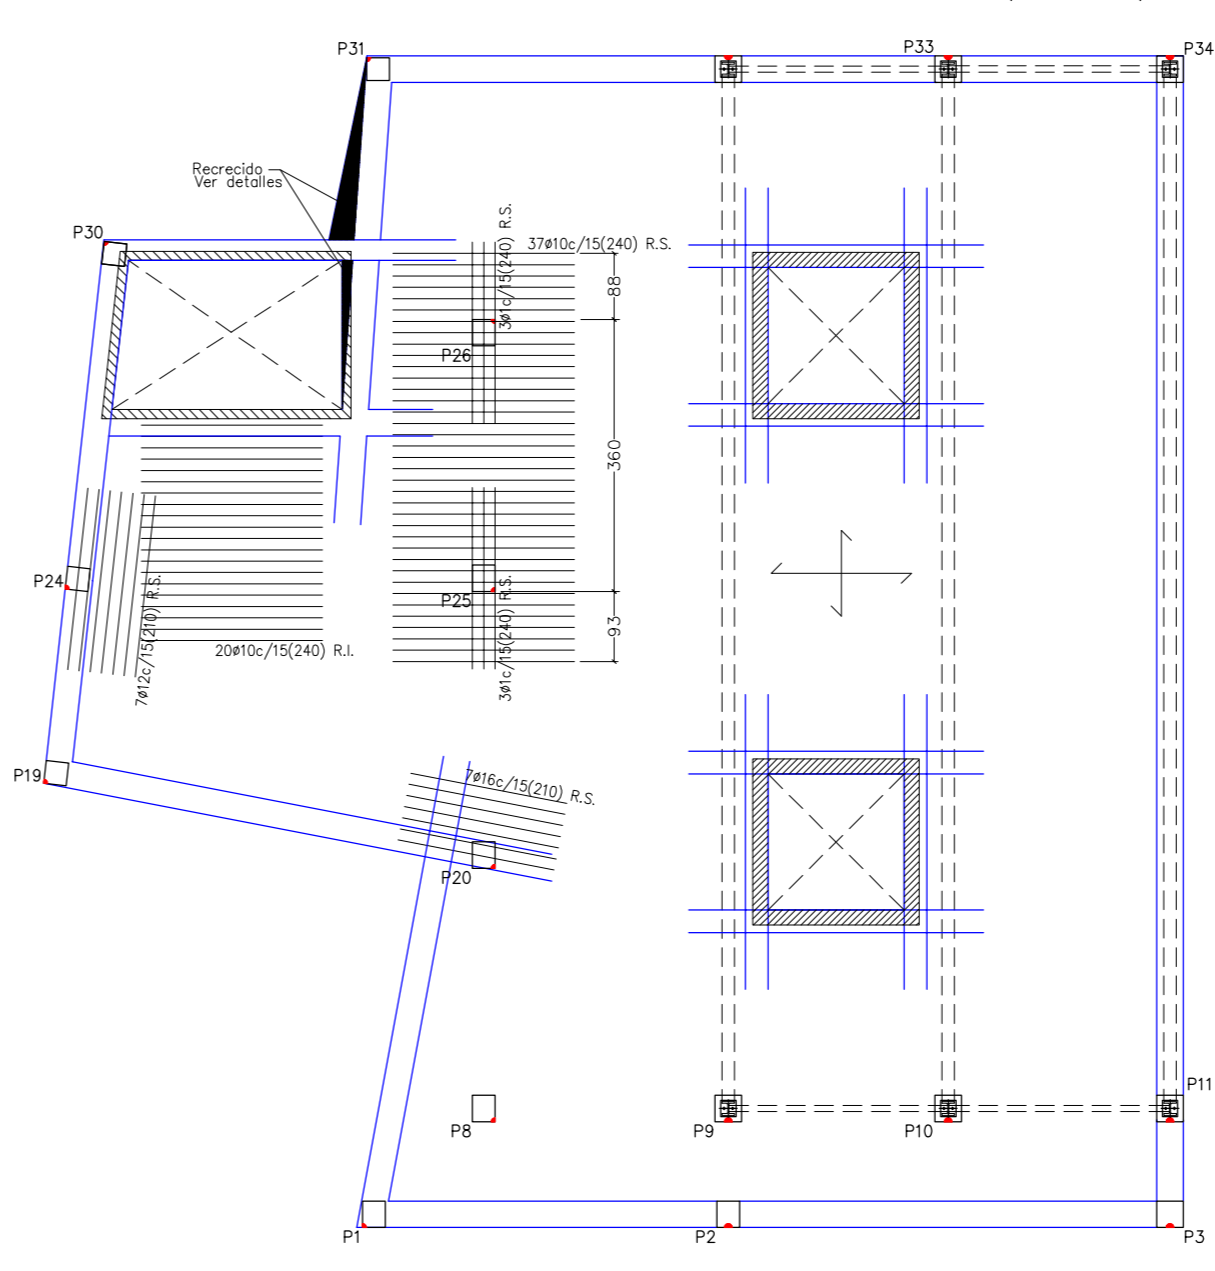 P31
P33
P34
Recrecido
Ver detalles
P30
3ø1c/15(240) R.S.
37ø10c/15(240) R.S.
88
P26
360
P24
P25
7ø12c/15(210) R.S.
20ø10c/15(240) R.I.
3ø1c/15(240) R.S.
93
P19
7ø16c/15(210) R.S.
P20
P11
P8
P9
P10
P1
P2
P3